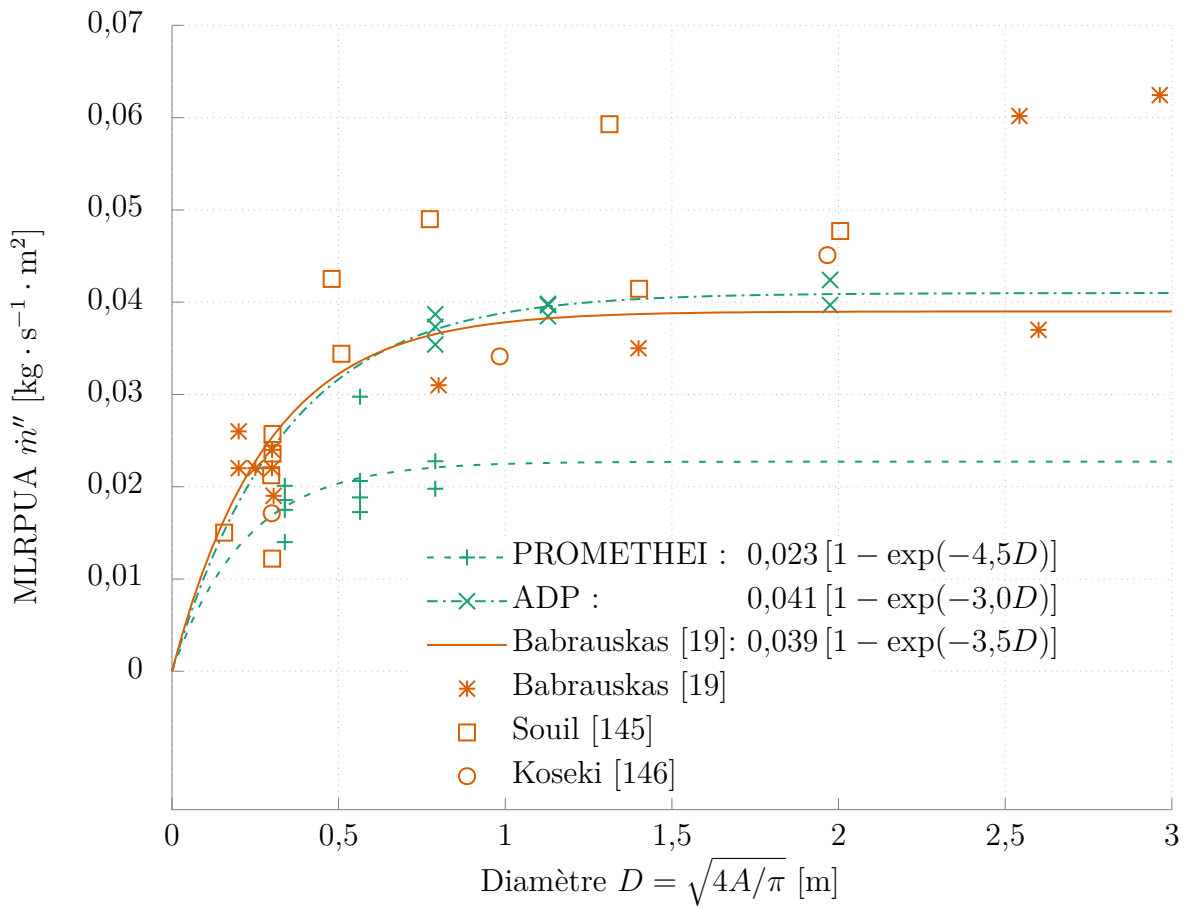 0,07
0,06
0,05
0,04
0,03
0,02
0,01
0
MLRPUA ṁ″ [kg · s⁻¹ · m²]
PROMETHEI : 0,023 [1 − exp(−4,5D)]
ADP : 0,041 [1 − exp(−3,0D)]
Babrauskas [19]: 0,039 [1 − exp(−3,5D)]
Babrauskas [19]
Souil [145]
Koseki [146]
0 0,5 1 1,5 2 2,5 3
Diamètre D = √4A/π [m]